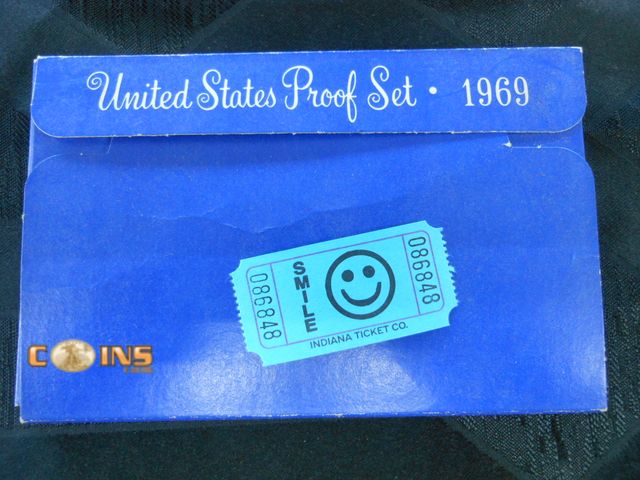 United States Proof Set • 1969
086848
SMILE
INDIANA TICKET CO.
086848
COINS